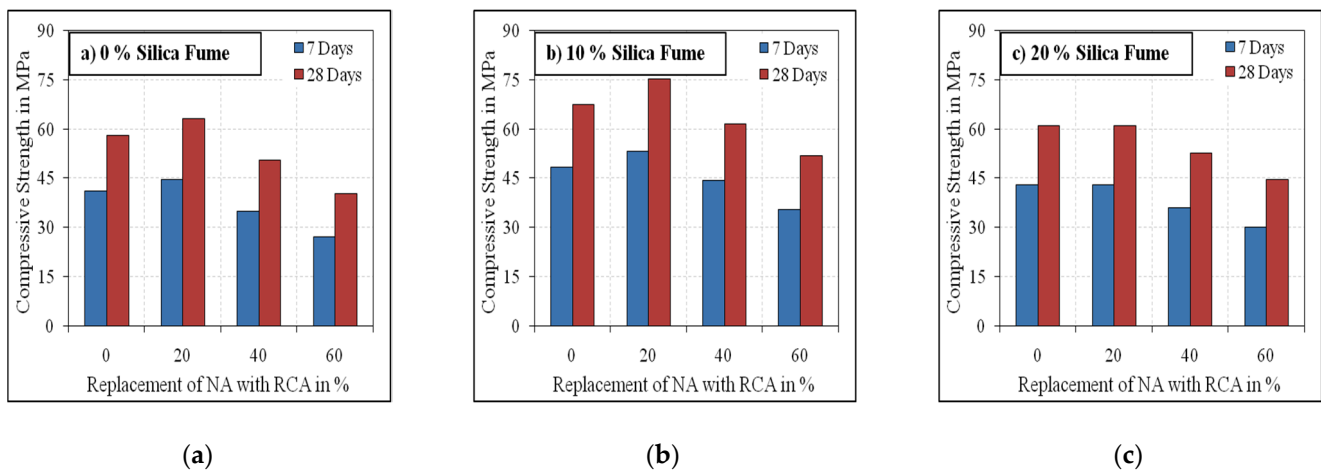 a) 0 % Silica Fume
7 Days
28 Days
Compressive Strength in MPa
90
75
60
45
30
15
0
0 20 40 60
Replacement of NA with RCA in %
(a)
b) 10 % Silica Fume
7 Days
28 Days
Compressive Strength in MPa
90
75
60
45
30
15
0
0 20 40 60
Replacement of NA with RCA in %
(b)
c) 20 % Silica Fume
7 Days
28 Days
Compressive Strength in MPa
90
75
60
45
30
15
0
0 20 40 60
Replacement of NA with RCA in %
(c)